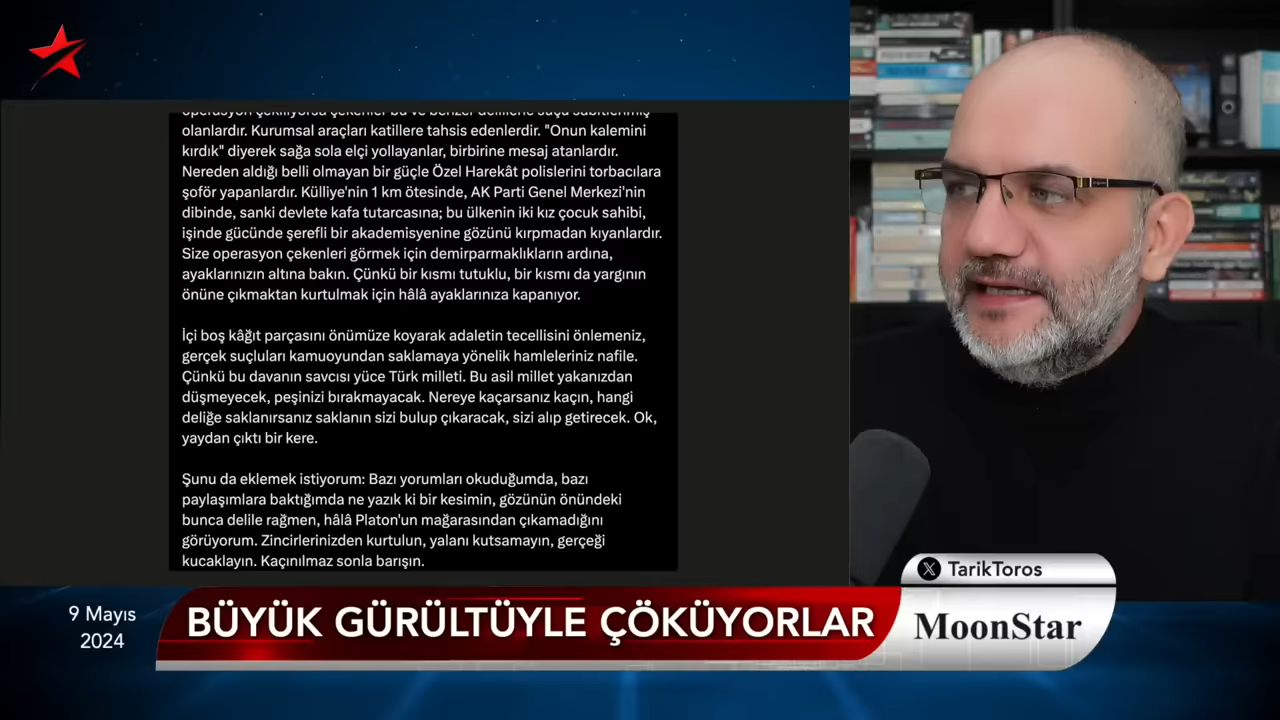 operasyon çekiliyorsa çekenler bu ve benzer delillerle suçu sabitlenmiş
olanlardır. Kurumsal araçları katillere tahsis edenlerdir. "Onun kalemini
kırdık" diyerek sağa sola elçi yollayanlar, birbirine mesaj atanlardır.
Nereden aldığı belli olmayan bir güçle Özel Harekât polislerini torbacılara
şoför yapanlardır. Külliye'nin 1 km ötesinde, AK Parti Genel Merkezi'nin
dibinde, sanki devlete kafa tutarcasına; bu ülkenin iki kız çocuk sahibi,
işinde gücünde şerefli bir akademisyenine gözünü kırpmadan kıyanlardır.
Size operasyon çekenleri görmek için demirparmaklıkların ardına,
ayaklarınızın altına bakın. Çünkü bir kısmı tutuklu, bir kısmı da yargının
önüne çıkmaktan kurtulmak için hâlâ ayaklarınıza kapanıyor.
İçi boş kâğıt parçasını önümüze koyarak adaletin tecellisini önlemeniz,
gerçek suçluları kamuoyundan saklamaya yönelik hamleleriniz nafile.
Çünkü bu davanın savcısı yüce Türk milleti. Bu asil millet yakanızdan
düşmeyecek, peşinizi bırakmayacak. Nereye kaçarsanız kaçın, hangi
deliğe saklanırsanız saklanın sizi bulup çıkaracak, sizi alıp getirecek. Ok,
yaydan çıktı bir kere.
Şunu da eklemek istiyorum: Bazı yorumları okuduğumda, bazı
paylaşımlara baktığımda ne yazık ki bir kesimin, gözünün önündeki
bunca delile rağmen, hâlâ Platon'un mağarasından çıkamadığını
görüyorum. Zincirlerinizden kurtulun, yalanı kutsamayın, gerçeği
kucaklayın. Kaçınılmaz sonla barışın.
TarikToros
9 Mayıs
2024
BÜYÜK GÜRÜLTÜYLE ÇÖKÜYORLAR
MoonStar